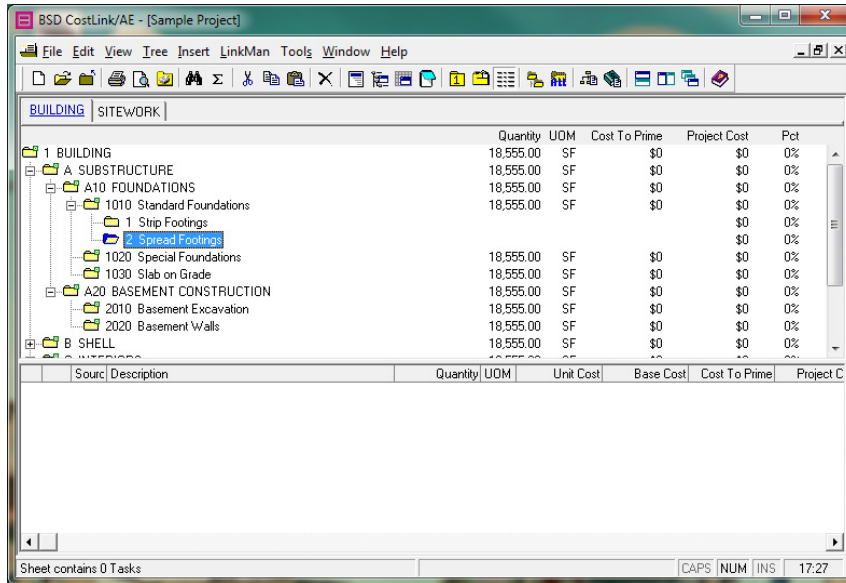 BSD CostLink/AE - [Sample Project]
File Edit View Tree Insert LinkMan Tools Window Help
BUILDING SITEWORK
Quantity UOM Cost To Prime Project Cost Pct
1 BUILDING 18,555.00 SF $0 $0 0%
A SUBSTRUCTURE 18,555.00 SF $0 $0 0%
A10 FOUNDATIONS 18,555.00 SF $0 $0 0%
1010 Standard Foundations 18,555.00 SF $0 $0 0%
1 Strip Footings $0 0%
2 Spread Footings $0 0%
1020 Special Foundations 18,555.00 SF $0 $0 0%
1030 Slab on Grade 18,555.00 SF $0 $0 0%
A20 BASEMENT CONSTRUCTION 18,555.00 SF $0 $0 0%
2010 Basement Excavation 18,555.00 SF $0 $0 0%
2020 Basement Walls 18,555.00 SF $0 $0 0%
B SHELL 18,555.00 SF $0 $0 0%
Sourc Description Quantity UOM Unit Cost Base Cost Cost To Prime Project C
Sheet contains 0 Tasks CAPS NUM INS 17:27